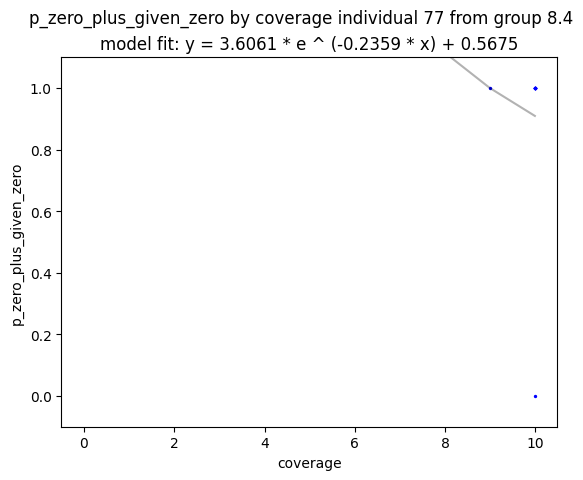 p_zero_plus_given_zero by coverage individual 77 from group 8.4
model fit: y = 3.6061 * e ^ (-0.2359 * x) + 0.5675
1.0
0.8
0.6
0.4
0.2
0.0
p_zero_plus_given_zero
0 2 4 6 8 10
coverage